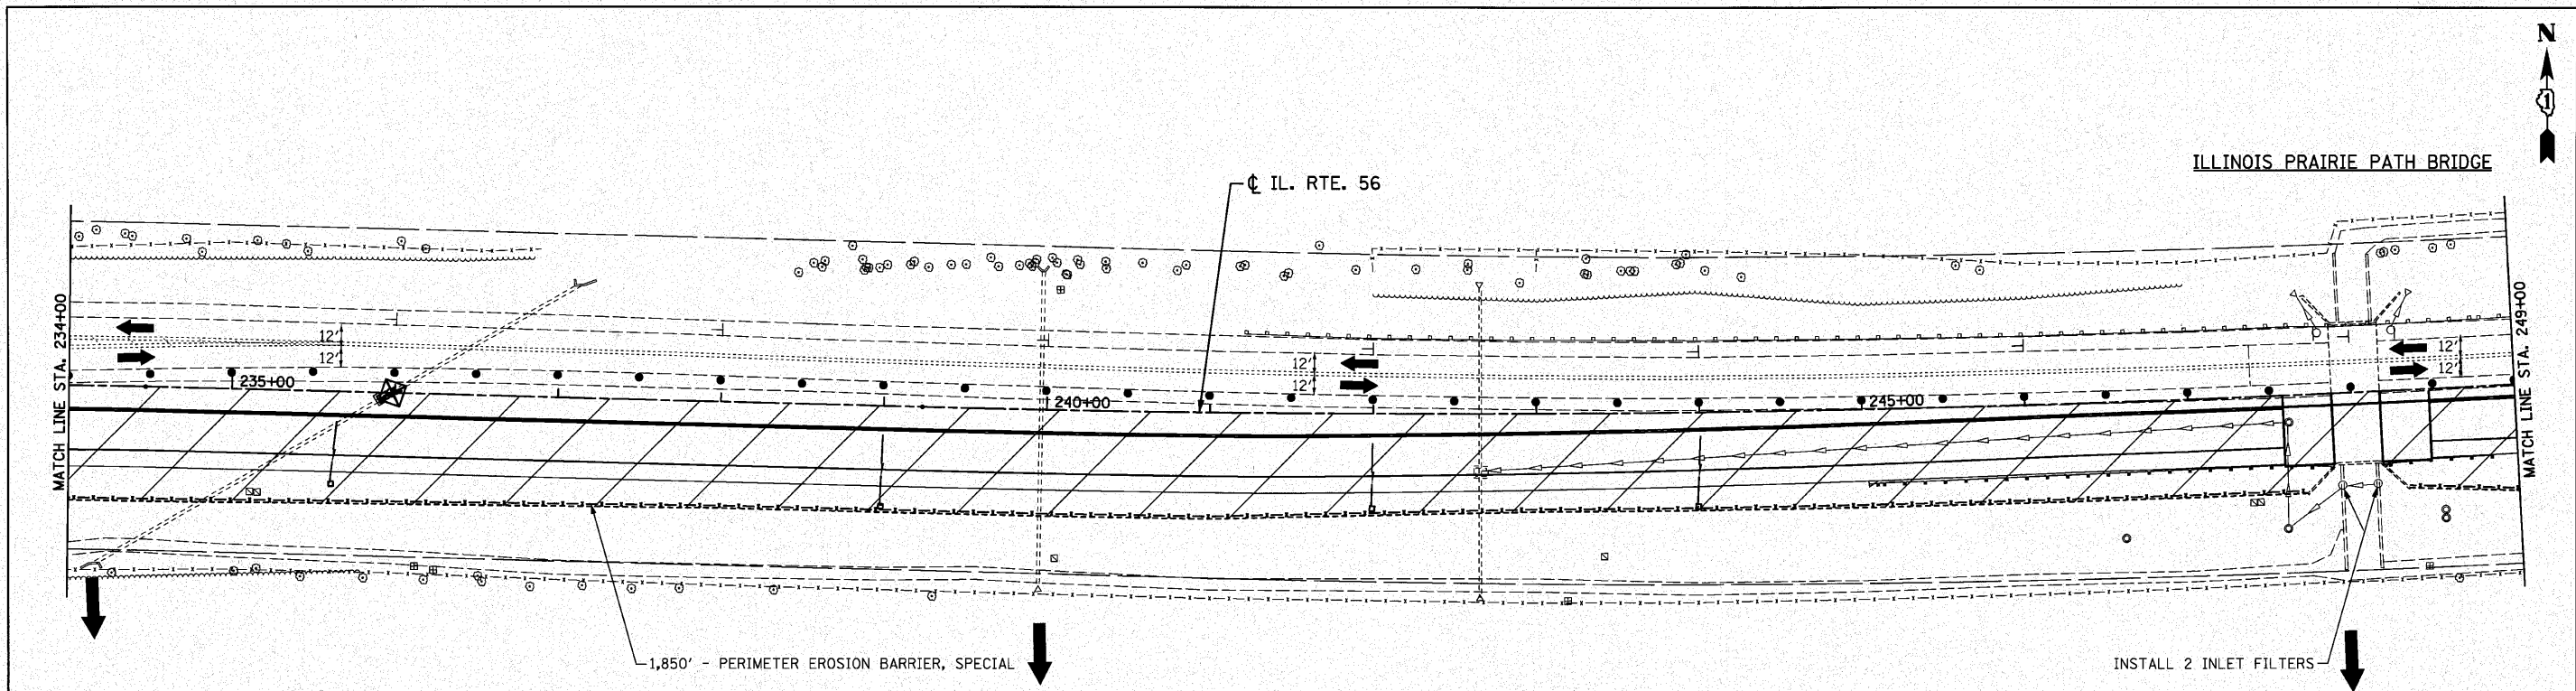 N
1
ILLINOIS PRAIRIE PATH BRIDGE
℄ IL. RTE. 56
MATCH LINE STA. 234+00
MATCH LINE STA. 249+00
12'
12'
12'
12'
12'
12'
235+00
240+00
245+00
1,850' - PERIMETER EROSION BARRIER, SPECIAL
INSTALL 2 INLET FILTERS